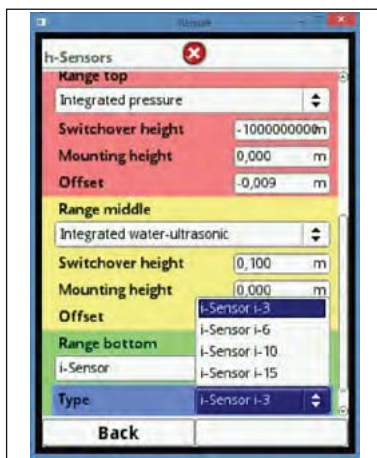 h-Sensors
Range top
Integrated pressure
Switchover height -1000000000m
Mounting height 0,000 m
Offset -0,009 m
Range middle
Integrated water-ultrasonic
Switchover height 0,100 m
Mounting height 0,000 m
Offset
i-Sensor i-3
i-Sensor i-6
i-Sensor i-10
i-Sensor i-15
Range bottom
i-Sensor
Type i-Sensor i-3
Back